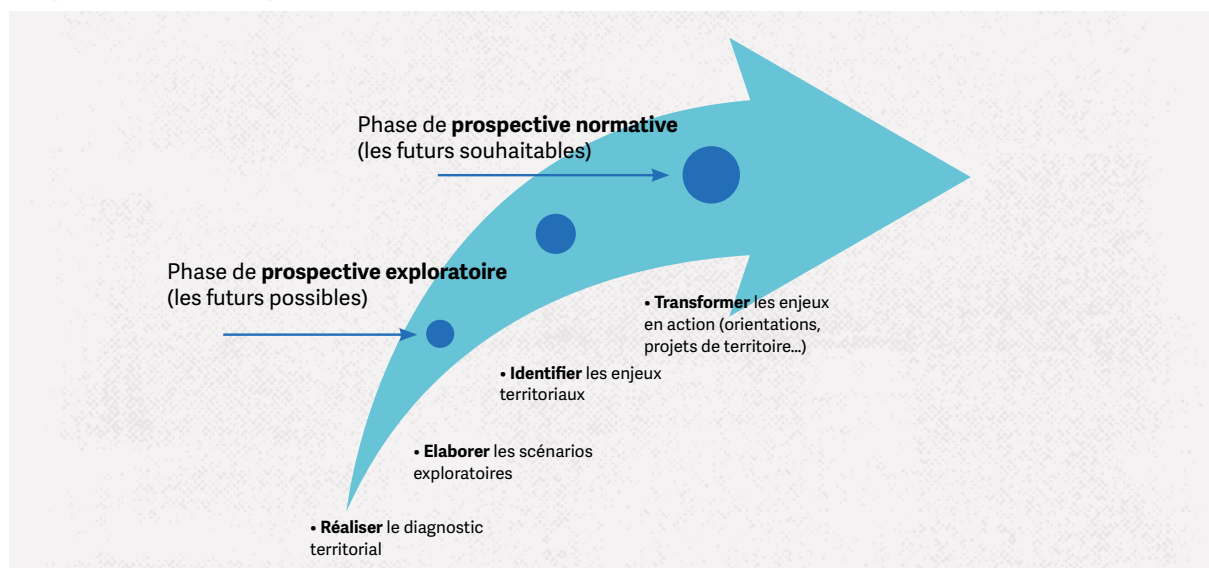 Phase de prospective normative
(les futurs souhaitables)
Phase de prospective exploratoire
(les futurs possibles)
• Transformer les enjeux
en action (orientations,
projets de territoire...)
• Identifier les enjeux
territoriaux
• Elaborer les scénarios
exploratoires
• Réaliser le diagnostic
territorial